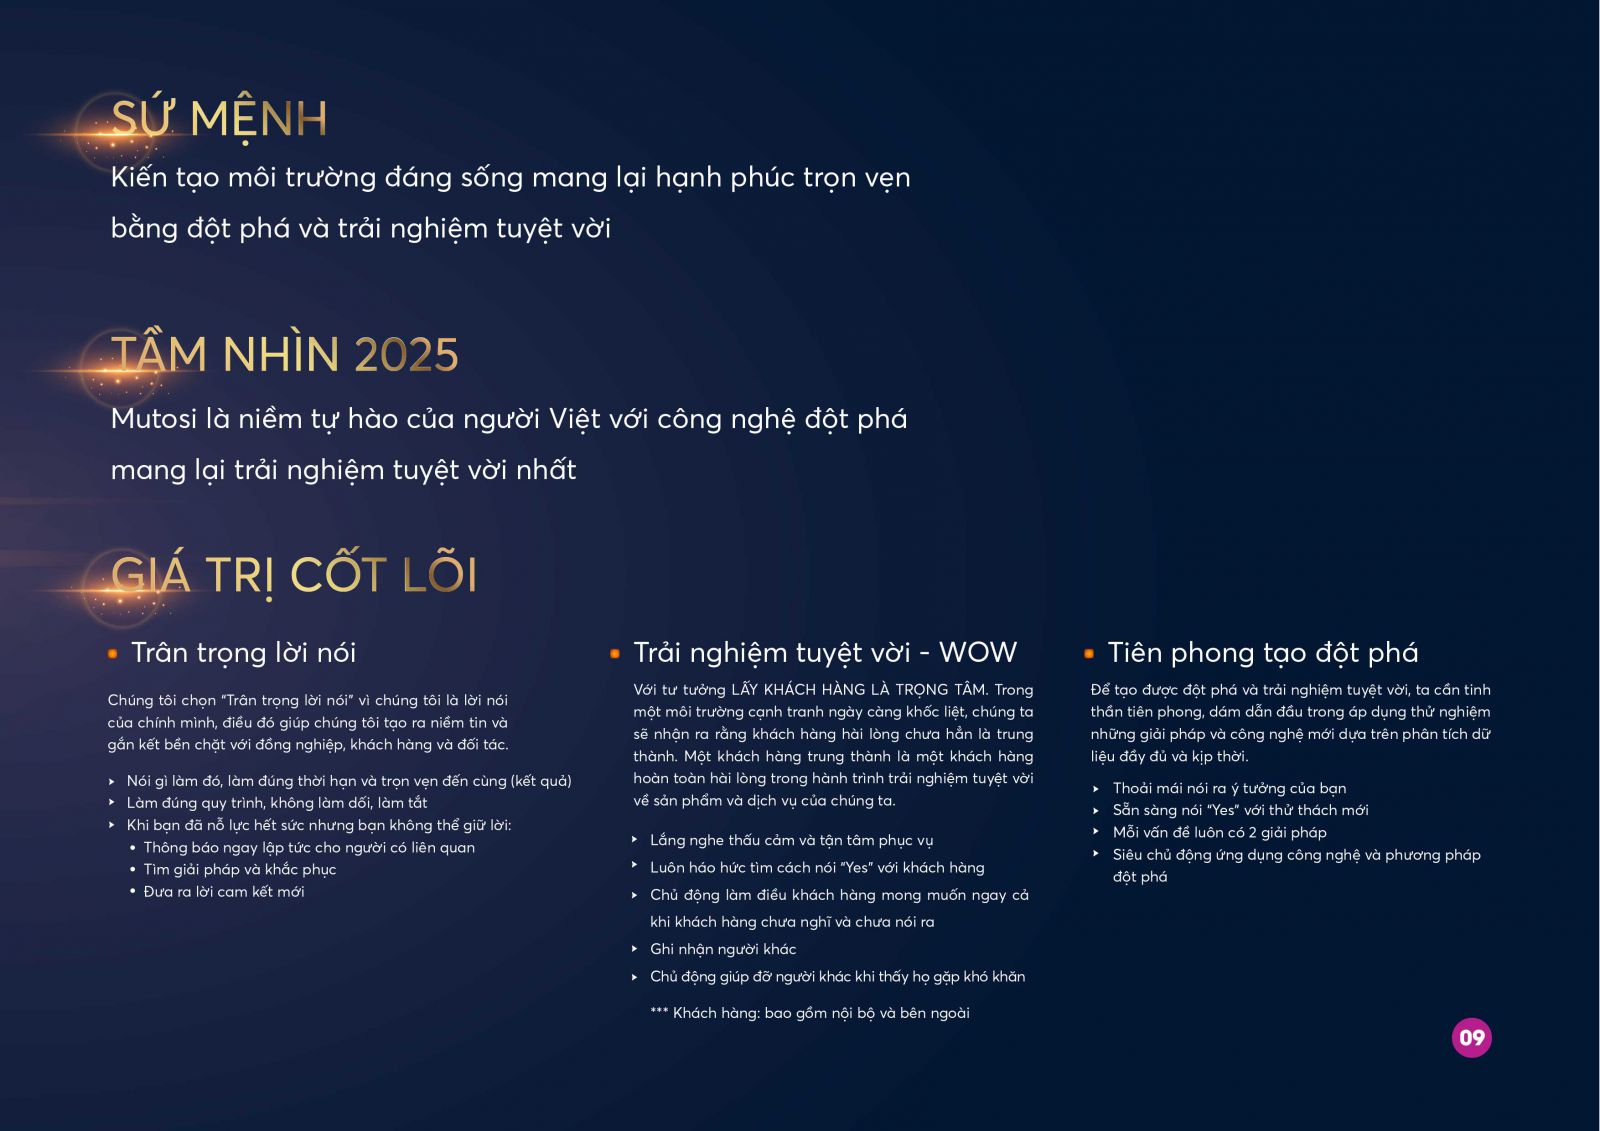 SỨ MỆNH
Kiến tạo môi trường đáng sống mang lại hạnh phúc trọn vẹn
bằng đột phá và trải nghiệm tuyệt vời
TẦM NHÌN 2025
Mutosi là niềm tự hào của người Việt với công nghệ đột phá
mang lại trải nghiệm tuyệt vời nhất
GIÁ TRỊ CỐT LÕI
Trân trọng lời nói
Chúng tôi chọn “Trân trọng lời nói” vì chúng tôi là lời nói
của chính mình, điều đó giúp chúng tôi tạo ra niềm tin và
gắn kết bền chặt với đồng nghiệp, khách hàng và đối tác.
Nói gì làm đó, làm đúng thời hạn và trọn vẹn đến cùng (kết quả)
Làm đúng quy trình, không làm dối, làm tắt
Khi bạn đã nỗ lực hết sức nhưng bạn không thể giữ lời:
• Thông báo ngay lập tức cho người có liên quan
• Tìm giải pháp và khắc phục
• Đưa ra lời cam kết mới
Trải nghiệm tuyệt vời - WOW
Với tư tưởng LẤY KHÁCH HÀNG LÀ TRỌNG TÂM. Trong
một môi trường cạnh tranh ngày càng khốc liệt, chúng ta
sẽ nhận ra rằng khách hàng hài lòng chưa hẳn là trung
thành. Một khách hàng trung thành là một khách hàng
hoàn toàn hài lòng trong hành trình trải nghiệm tuyệt vời
về sản phẩm và dịch vụ của chúng ta.
Lắng nghe thấu cảm và tận tâm phục vụ
Luôn háo hức tìm cách nói “Yes” với khách hàng
Chủ động làm điều khách hàng mong muốn ngay cả
khi khách hàng chưa nghĩ và chưa nói ra
Ghi nhận người khác
Chủ động giúp đỡ người khác khi thấy họ gặp khó khăn
*** Khách hàng: bao gồm nội bộ và bên ngoài
Tiên phong tạo đột phá
Để tạo được đột phá và trải nghiệm tuyệt vời, ta cần tinh
thần tiên phong, dám dẫn đầu trong áp dụng thử nghiệm
những giải pháp và công nghệ mới dựa trên phân tích dữ
liệu đầy đủ và kịp thời.
Thoải mái nói ra ý tưởng của bạn
Sẵn sàng nói “Yes” với thử thách mới
Mỗi vấn đề luôn có 2 giải pháp
Siêu chủ động ứng dụng công nghệ và phương pháp
đột phá
09